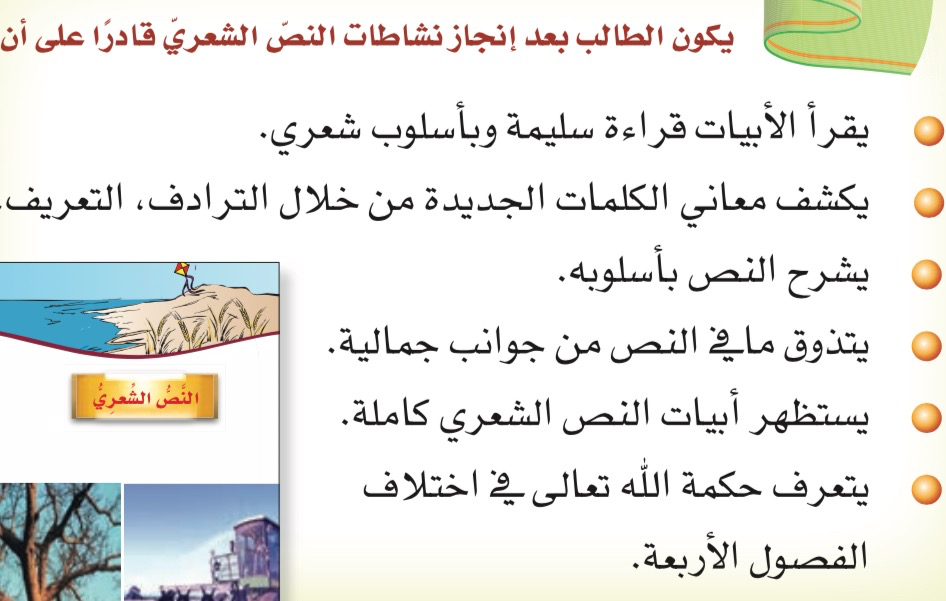 يكون الطالب بعد إنجاز نشاطات النصّ الشعريّ قادرًا على أن
يقرأ الأبيات قراءة سليمة وبأسلوب شعري.
يكشف معاني الكلمات الجديدة من خلال الترادف، التعريف.
يشرح النص بأسلوبه.
يتذوق مافي النص من جوانب جمالية.
يستظهر أبيات النص الشعري كاملة.
يتعرف حكمة الله تعالى في اختلاف
الفصول الأربعة.
النَّصُّ الشِّعرِيُّ